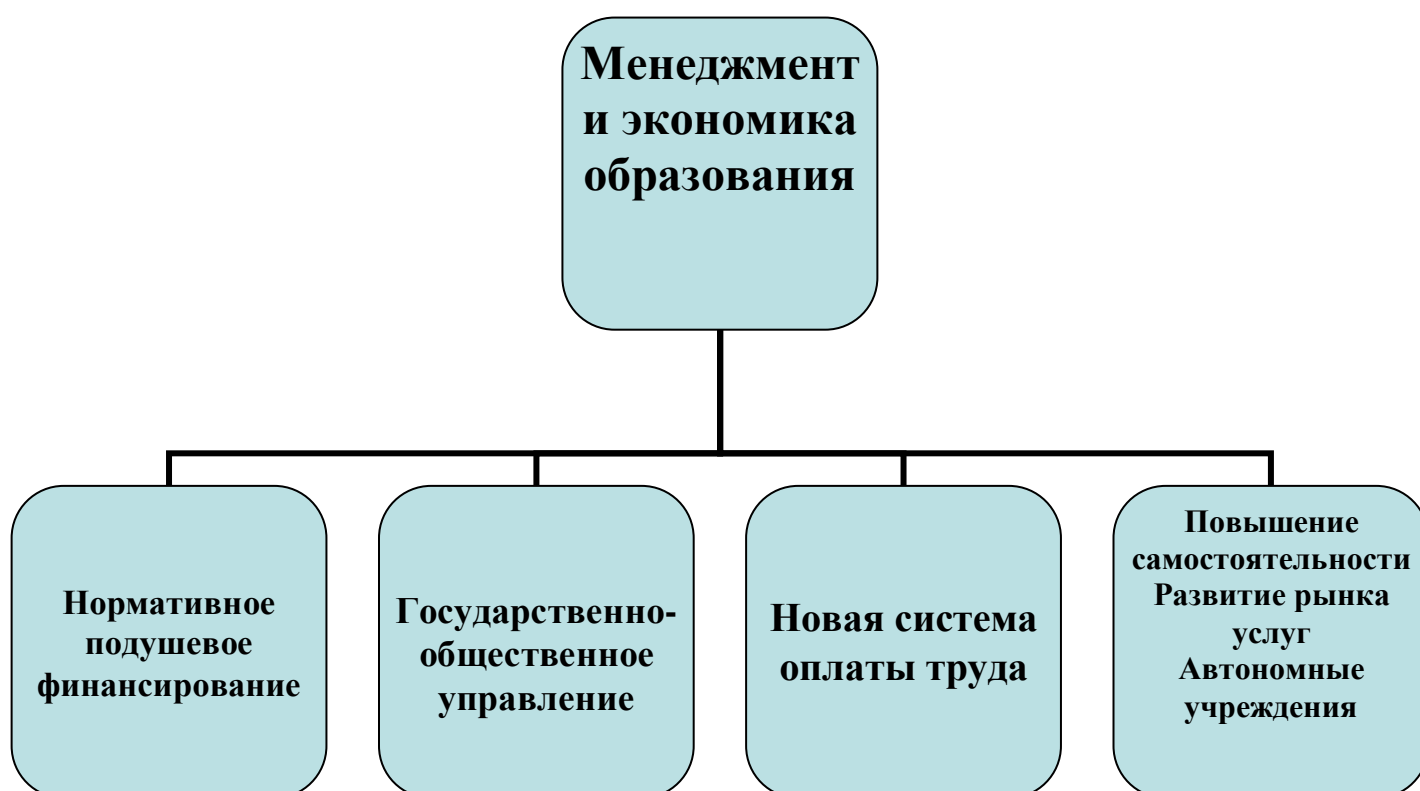 Менеджмент
и экономика
образования
Нормативное
подушевое
финансирование
Государственно-
общественное
управление
Новая система
оплаты труда
Повышение
самостоятельности
Развитие рынка
услуг
Автономные
учреждения